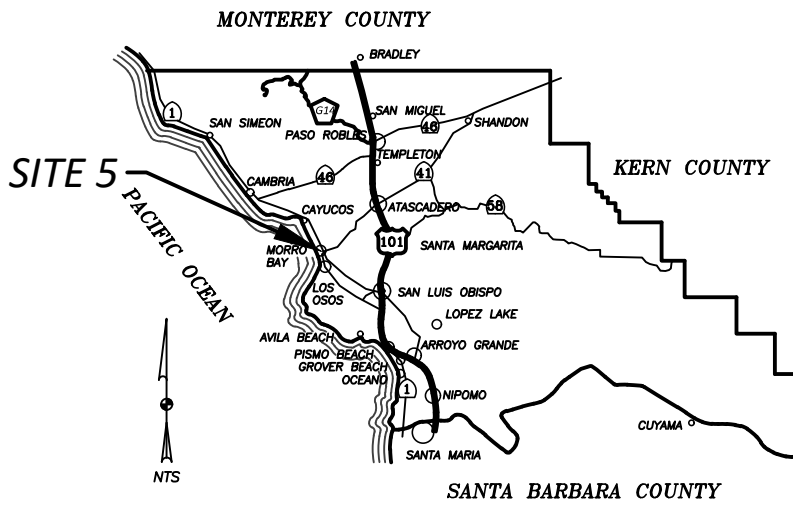 MONTEREY COUNTY
BRADLEY
1
SAN SIMEON
G14
SAN MIGUEL
46
SHANDON
PASO ROBLES
TEMPLETON
SITE 5
46
41
KERN COUNTY
CAMBRIA
CAYUCOS
ATASCADERO
58
PACIFIC OCEAN
101
SANTA MARGARITA
MORRO
BAY
LOS
OSOS
SAN LUIS OBISPO
LOPEZ LAKE
AVILA BEACH
ARROYO GRANDE
PISMO BEACH
GROVER BEACH
OCEANO
1
NIPOMO
CUYAMA
SANTA MARIA
NTS
SANTA BARBARA COUNTY